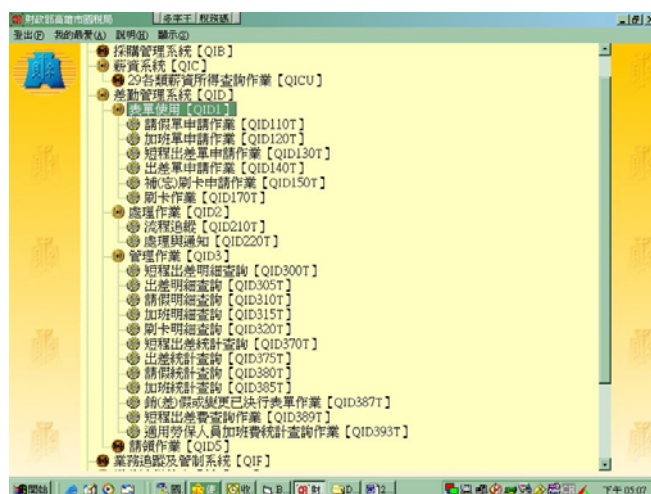 財政部高雄市國稅局
登出(F) 我的最愛(A) 說明(H) 顯示(G)
採購管理系統【QIB】
薪資系統【QIC】
29各類薪資所得查詢作業【QICU】
差勤管理系統【QID】
表單使用【QID1】
請假單申請作業【QID110T】
加班單申請作業【QID120T】
短程出差單申請作業【QID130T】
出差單申請作業【QID140T】
補(忘)刷卡申請作業【QID150T】
刷卡作業【QID170T】
處理作業【QID2】
流程追蹤【QID210T】
處理與通知【QID220T】
管理作業【QID3】
短程出差明細查詢【QID300T】
出差明細查詢【QID305T】
請假明細查詢【QID310T】
加班明細查詢【QID315T】
刷卡明細查詢【QID320T】
短程出差統計查詢【QID370T】
出差統計查詢【QID375T】
請假統計查詢【QID380T】
加班統計查詢【QID385T】
銷(差)假或變更已決行表單作業【QID387T】
短程出差費查詢作業【QID389T】
適用勞保人員加班費統計查詢作業【QID393T】
請領作業【QID5】
業務追蹤及管制系統【QIF】
開始 下午 05:07